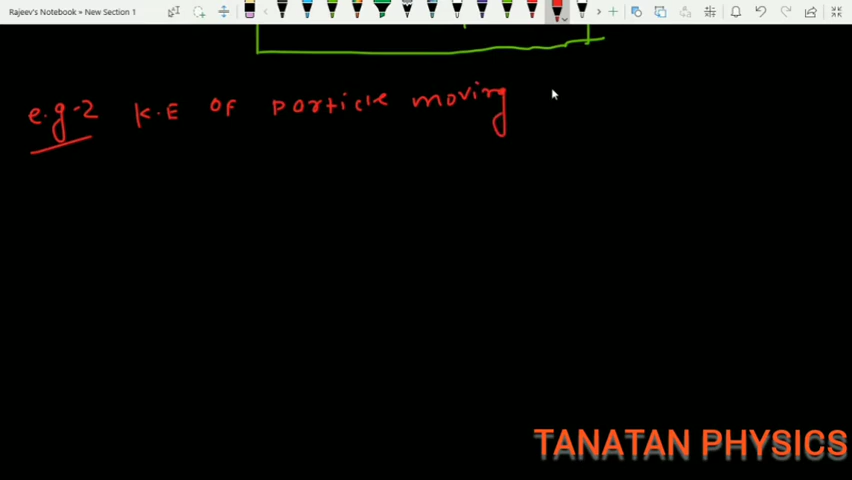 Rajeev's Notebook » New Section 1
e.g-2 K.E OF particle moving
TANATAN PHYSICS